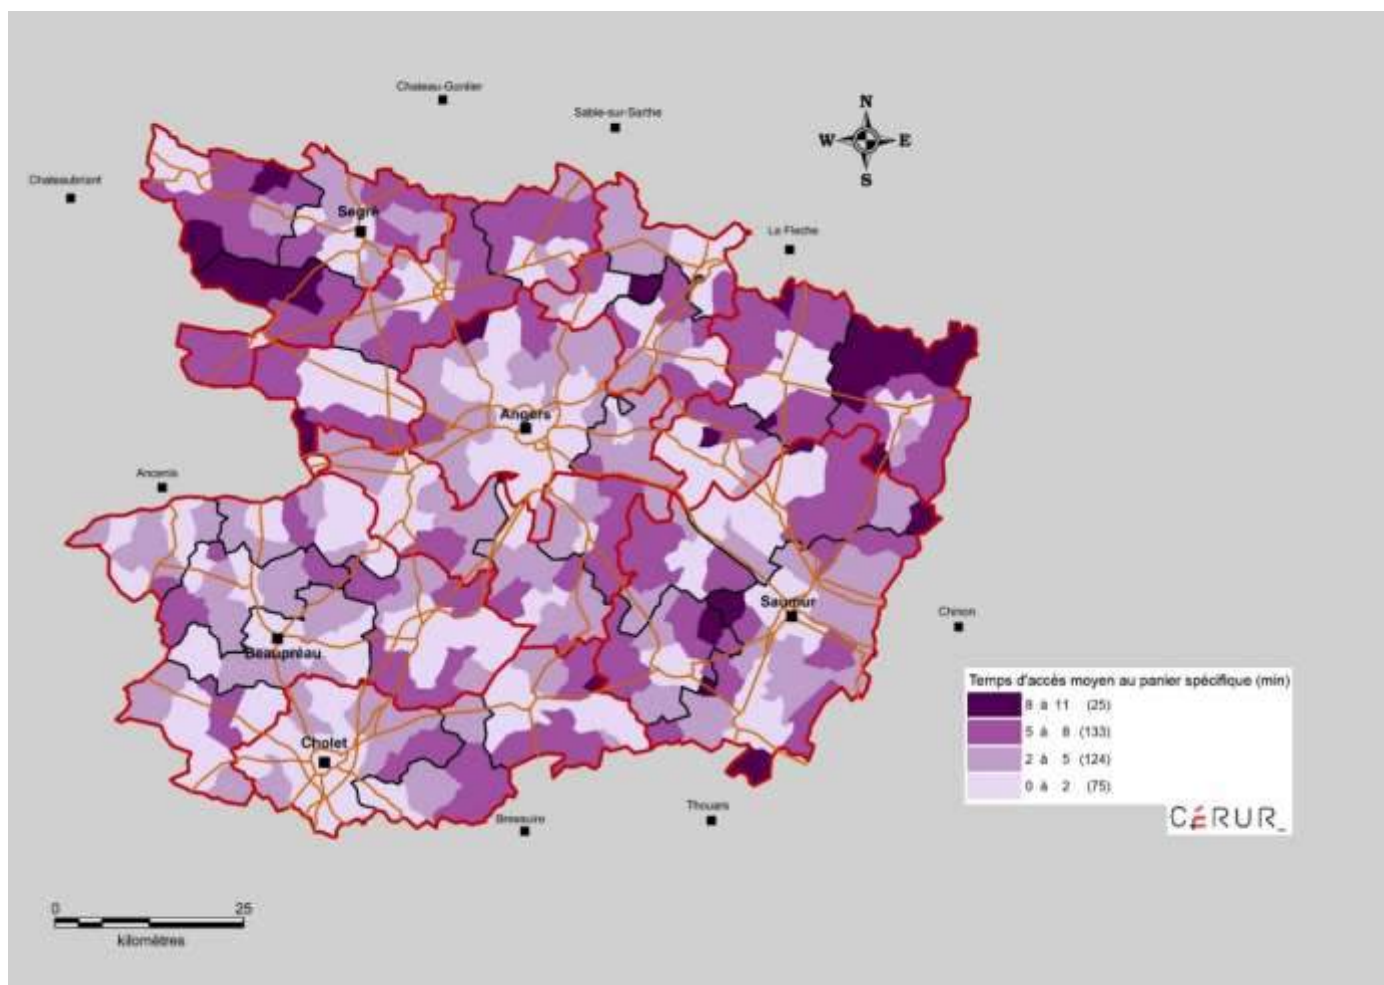 Chateau-Gontier
Sable-sur-Sarthe
N
W E
S
Chateaubriant
Segré
La Fleche
Angers
Ancenis
Saumur
Chinon
Beaupréau
Temps d'accès moyen au panier spécifique (min)
8 à 11 (25)
5 à 8 (133)
2 à 5 (124)
0 à 2 (75)
Cholet
Thouars
Bressuire
CÉRUR_
0 25
kilomètres